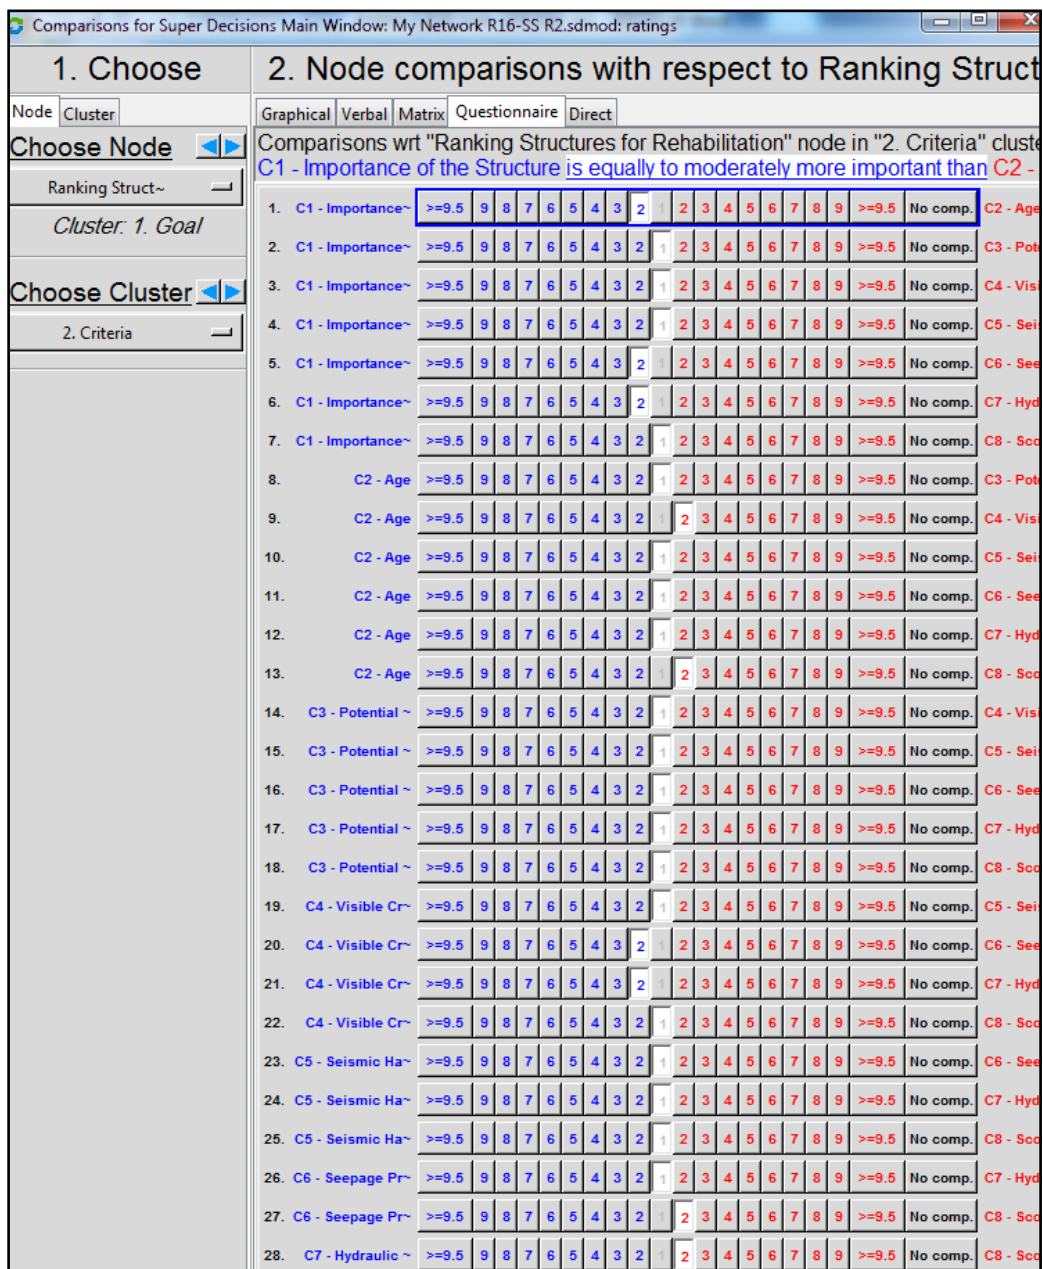 Comparisons for Super Decisions Main Window: My Network R16-SS R2.sdmod: ratings
1. Choose
2. Node comparisons with respect to Ranking Struct
Node Cluster
Graphical Verbal Matrix Questionnaire Direct
Choose Node
Comparisons wrt "Ranking Structures for Rehabilitation" node in "2. Criteria" cluste
C1 - Importance of the Structure is equally to moderately more important than C2 -
Ranking Struct~
Cluster: 1. Goal
Choose Cluster
2. Criteria
1. C1 - Importance~ >=9.5 9 8 7 6 5 4 3 2 1 2 3 4 5 6 7 8 9 >=9.5 No comp. C2 - Age
2. C1 - Importance~ >=9.5 9 8 7 6 5 4 3 2 1 2 3 4 5 6 7 8 9 >=9.5 No comp. C3 - Pote
3. C1 - Importance~ >=9.5 9 8 7 6 5 4 3 2 1 2 3 4 5 6 7 8 9 >=9.5 No comp. C4 - Visi
4. C1 - Importance~ >=9.5 9 8 7 6 5 4 3 2 1 2 3 4 5 6 7 8 9 >=9.5 No comp. C5 - Sei
5. C1 - Importance~ >=9.5 9 8 7 6 5 4 3 2 1 2 3 4 5 6 7 8 9 >=9.5 No comp. C6 - See
6. C1 - Importance~ >=9.5 9 8 7 6 5 4 3 2 1 2 3 4 5 6 7 8 9 >=9.5 No comp. C7 - Hyd
7. C1 - Importance~ >=9.5 9 8 7 6 5 4 3 2 1 2 3 4 5 6 7 8 9 >=9.5 No comp. C8 - Sco
8. C2 - Age >=9.5 9 8 7 6 5 4 3 2 1 2 3 4 5 6 7 8 9 >=9.5 No comp. C3 - Pote
9. C2 - Age >=9.5 9 8 7 6 5 4 3 2 1 2 3 4 5 6 7 8 9 >=9.5 No comp. C4 - Visi
10. C2 - Age >=9.5 9 8 7 6 5 4 3 2 1 2 3 4 5 6 7 8 9 >=9.5 No comp. C5 - Sei
11. C2 - Age >=9.5 9 8 7 6 5 4 3 2 1 2 3 4 5 6 7 8 9 >=9.5 No comp. C6 - See
12. C2 - Age >=9.5 9 8 7 6 5 4 3 2 1 2 3 4 5 6 7 8 9 >=9.5 No comp. C7 - Hyd
13. C2 - Age >=9.5 9 8 7 6 5 4 3 2 1 2 3 4 5 6 7 8 9 >=9.5 No comp. C8 - Sco
14. C3 - Potential ~ >=9.5 9 8 7 6 5 4 3 2 1 2 3 4 5 6 7 8 9 >=9.5 No comp. C4 - Visi
15. C3 - Potential ~ >=9.5 9 8 7 6 5 4 3 2 1 2 3 4 5 6 7 8 9 >=9.5 No comp. C5 - Sei
16. C3 - Potential ~ >=9.5 9 8 7 6 5 4 3 2 1 2 3 4 5 6 7 8 9 >=9.5 No comp. C6 - See
17. C3 - Potential ~ >=9.5 9 8 7 6 5 4 3 2 1 2 3 4 5 6 7 8 9 >=9.5 No comp. C7 - Hyd
18. C3 - Potential ~ >=9.5 9 8 7 6 5 4 3 2 1 2 3 4 5 6 7 8 9 >=9.5 No comp. C8 - Sco
19. C4 - Visible Cr~ >=9.5 9 8 7 6 5 4 3 2 1 2 3 4 5 6 7 8 9 >=9.5 No comp. C5 - Sei
20. C4 - Visible Cr~ >=9.5 9 8 7 6 5 4 3 2 1 2 3 4 5 6 7 8 9 >=9.5 No comp. C6 - See
21. C4 - Visible Cr~ >=9.5 9 8 7 6 5 4 3 2 1 2 3 4 5 6 7 8 9 >=9.5 No comp. C7 - Hyd
22. C4 - Visible Cr~ >=9.5 9 8 7 6 5 4 3 2 1 2 3 4 5 6 7 8 9 >=9.5 No comp. C8 - Sco
23. C5 - Seismic Ha~ >=9.5 9 8 7 6 5 4 3 2 1 2 3 4 5 6 7 8 9 >=9.5 No comp. C6 - See
24. C5 - Seismic Ha~ >=9.5 9 8 7 6 5 4 3 2 1 2 3 4 5 6 7 8 9 >=9.5 No comp. C7 - Hyd
25. C5 - Seismic Ha~ >=9.5 9 8 7 6 5 4 3 2 1 2 3 4 5 6 7 8 9 >=9.5 No comp. C8 - Sco
26. C6 - Seepage Pr~ >=9.5 9 8 7 6 5 4 3 2 1 2 3 4 5 6 7 8 9 >=9.5 No comp. C7 - Hyd
27. C6 - Seepage Pr~ >=9.5 9 8 7 6 5 4 3 2 1 2 3 4 5 6 7 8 9 >=9.5 No comp. C8 - Sco
28. C7 - Hydraulic ~ >=9.5 9 8 7 6 5 4 3 2 1 2 3 4 5 6 7 8 9 >=9.5 No comp. C8 - Sco